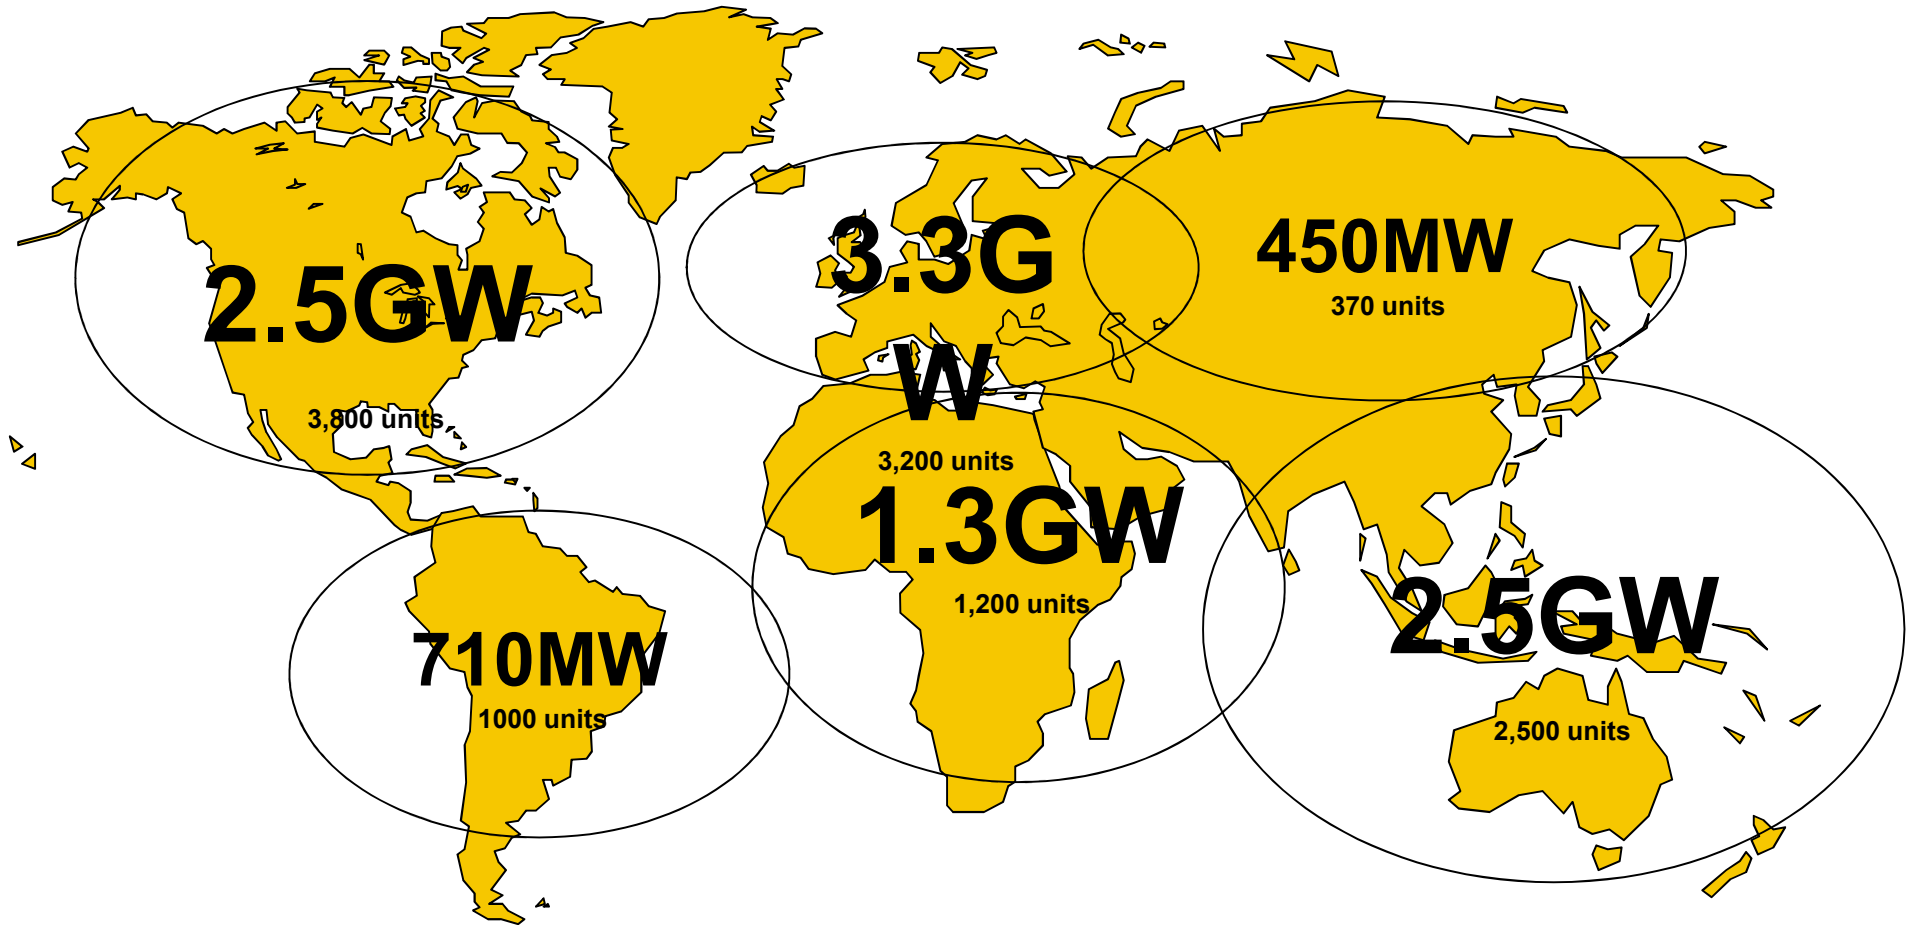 2.5GW
3,800 units
3.3G
W
3,200 units
450MW
370 units
1.3GW
1,200 units
2.5GW
2,500 units
710MW
1000 units